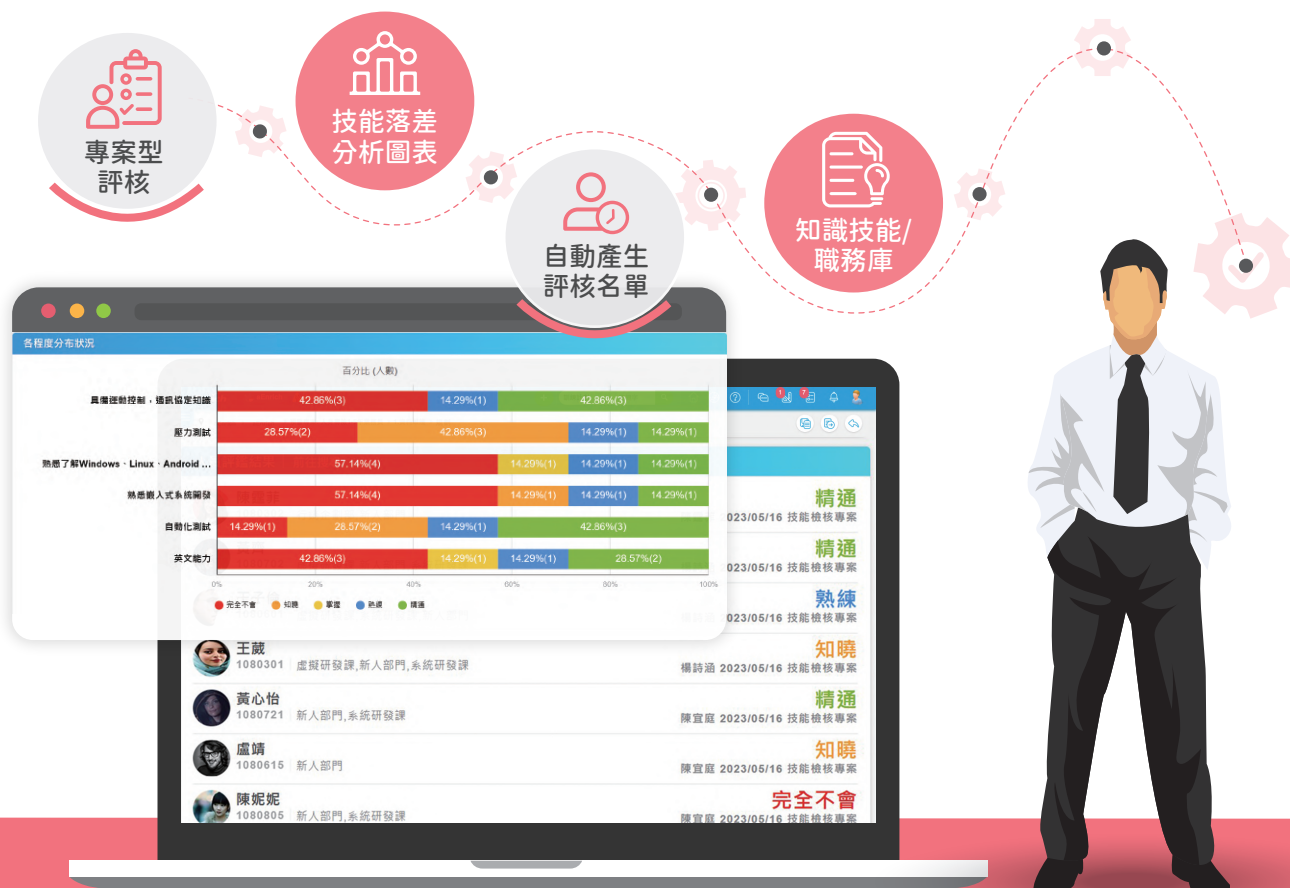 專案型
評核
技能落差
分析圖表
自動產生
評核名單
知識技能/
職務庫
各程度分布狀況
百分比 (人數)
具備運動控制，通訊協定知識
42.86%(3)
14.29%(1)
42.86%(3)
壓力測試
28.57%(2)
42.86%(3)
14.29%(1)
14.29%(1)
熟悉了解Windows、Linux、Android ...
57.14%(4)
14.29%(1)
14.29%(1)
14.29%(1)
熟悉嵌入式系統開發
57.14%(4)
14.29%(1)
14.29%(1)
14.29%(1)
自動化測試
14.29%(1)
28.57%(2)
14.29%(1)
42.86%(3)
英文能力
42.86%(3)
14.29%(1)
14.29%(1)
28.57%(2)
0%
20%
40%
60%
80%
100%
完全不會
知曉
掌握
熟練
精通
1
7
精通
2023/05/16 技能檢核專案
精通
2023/05/16 技能檢核專案
熟練
2023/05/16 技能檢核專案
王葳
1080301
虛擬研發課,新人部門,系統研發課
知曉
楊詩涵 2023/05/16 技能檢核專案
黃心怡
1080721
新人部門,系統研發課
精通
陳宜庭 2023/05/16 技能檢核專案
盧靖
1080615
新人部門
知曉
陳宜庭 2023/05/16 技能檢核專案
陳妮妮
1080805
新人部門,系統研發課
完全不會
陳宜庭 2023/05/16 技能檢核專案